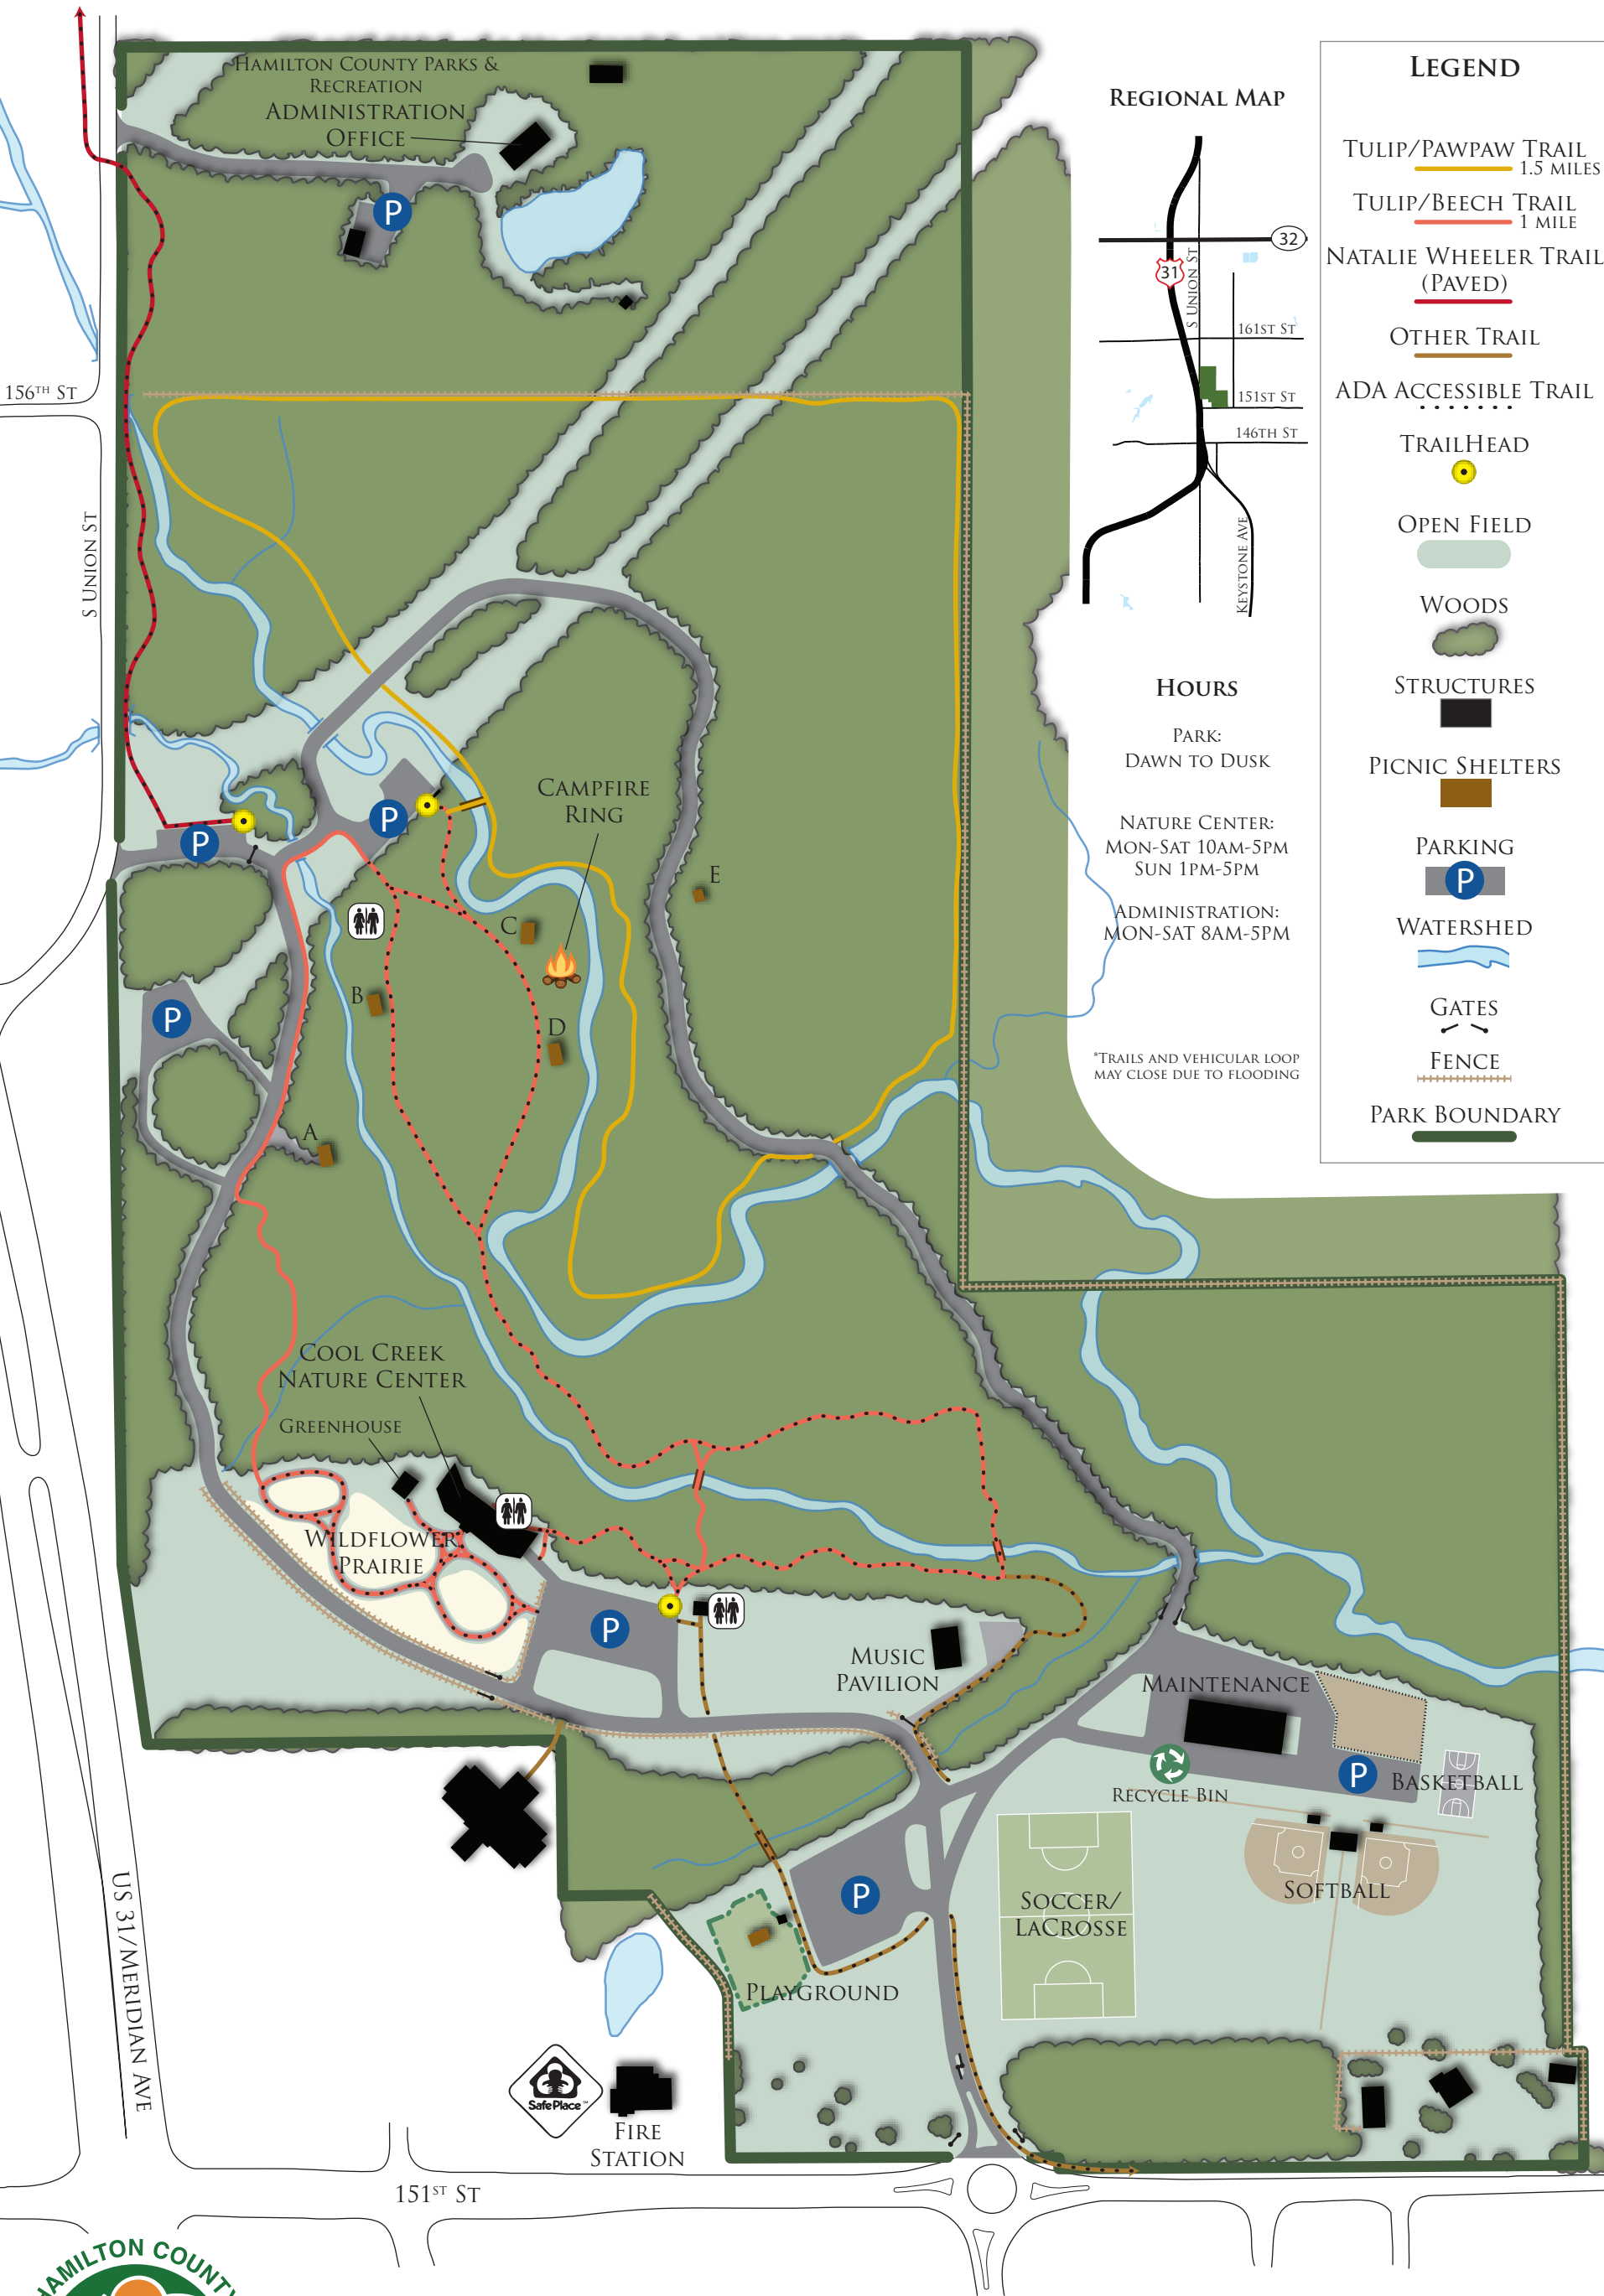 Hamilton County Parks &
Recreation
Administration
Office
P
156th St
S Union St
Regional Map
32
31
S Union St
161st St
151st St
146th St
Keystone Ave
Hours
Park:
Dawn to Dusk
Nature Center:
Mon-Sat 10am-5pm
Sun 1pm-5pm
Administration:
Mon-Sat 8am-5pm
*Trails and vehicular loop
may close due to flooding
Legend
Tulip/Pawpaw Trail
1.5 miles
Tulip/Beech Trail
1 mile
Natalie Wheeler Trail
(Paved)
Other Trail
ADA Accessible Trail
TrailHead
Open Field
Woods
Structures
Picnic Shelters
Parking
P
Watershed
Gates
Fence
Park Boundary
Campfire
Ring
P
P
E
C
B
D
P
A
Cool Creek
Nature Center
Greenhouse
Wildflower
Prairie
P
Music
Pavilion
Maintenance
P
Basketball
Recycle Bin
Softball
P
Soccer/
LaCrosse
Playground
US 31/Meridian Ave
Safe Place™
Fire
Station
151st St
HAMILTON COUNTY